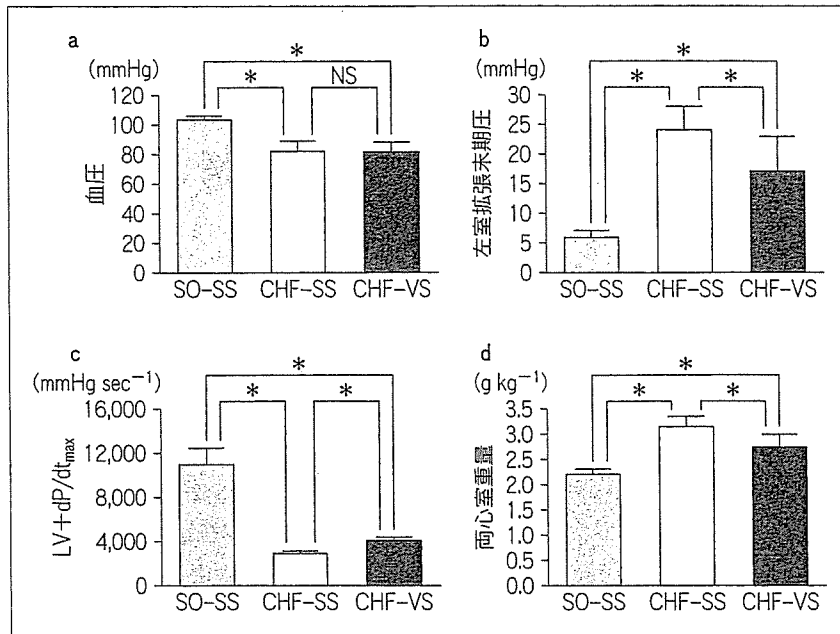 a
(mmHg)
120
100
80
60
40
20
0
血圧
*
*
NS
SO-SS CHF-SS CHF-VS
b
(mmHg)
30
25
20
15
10
5
0
左室拡張末期圧
*
*
*
SO-SS CHF-SS CHF-VS
c
(mmHg sec⁻¹)
16,000
12,000
8,000
4,000
0
LV+dP/dtmax
*
*
*
SO-SS CHF-SS CHF-VS
d
(g kg⁻¹)
3.5
3.0
2.5
2.0
1.5
1.0
0.5
0.0
両心室重量
*
*
*
SO-SS CHF-SS CHF-VS